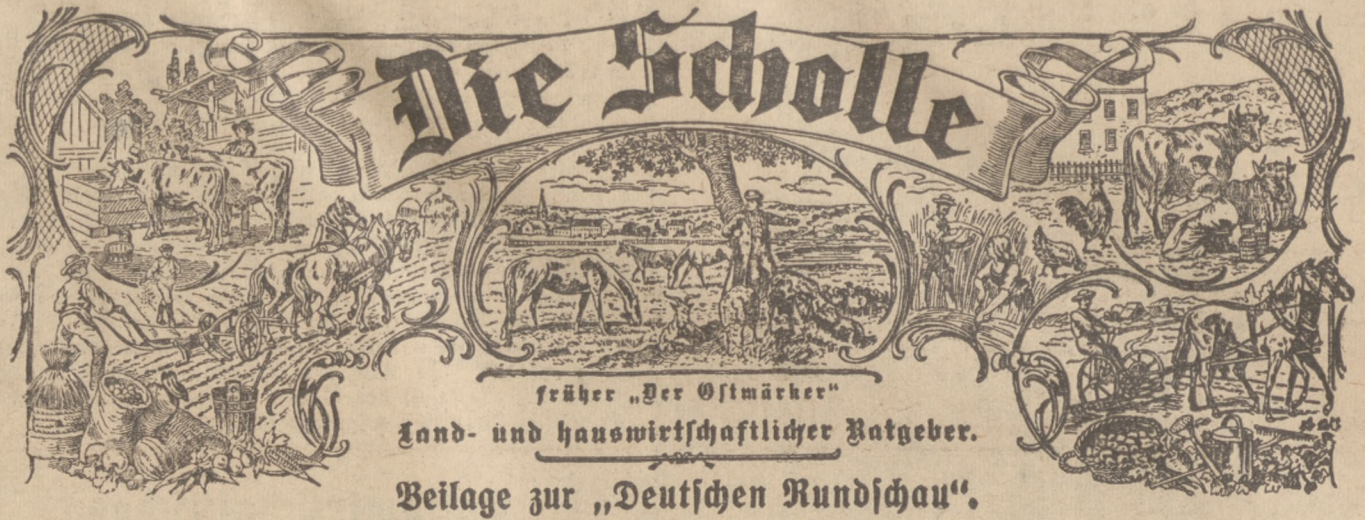 Die Scholle
früher „Der Ostmärker“
Land- und hauswirtschaftlicher Ratgeber.
Beilage zur „Deutschen Rundschau“.